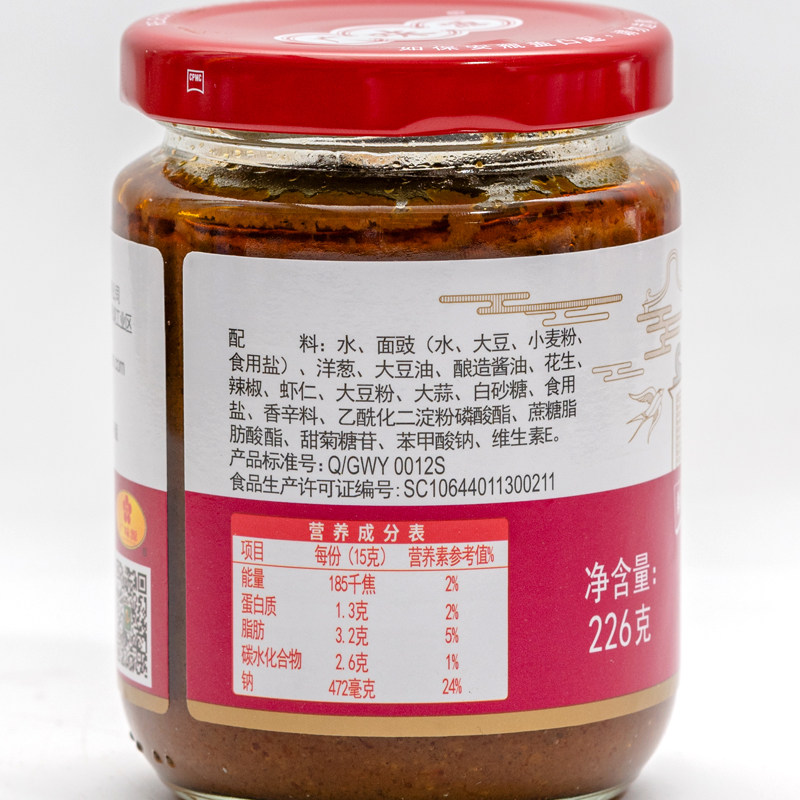 CPMC
公司
工业区
.com
配 料：水、面豉（水、大豆、小麦粉、
食用盐）、洋葱、大豆油、酿造酱油、花生、
辣椒、虾仁、大豆粉、大蒜、白砂糖、食用
盐、香辛料、乙酰化二淀粉磷酸酯、蔗糖脂
肪酸酯、甜菊糖苷、苯甲酸钠、维生素E。
产品标准号：Q/GWY 0012S
食品生产许可证编号：SC10644011300211
营养成分表
项目 每份（15克） 营养素参考值%
能量 185千焦 2%
蛋白质 1.3克 2%
脂肪 3.2克 5%
碳水化合物 2.6克 1%
钠 472毫克 24%
净含量：
226克